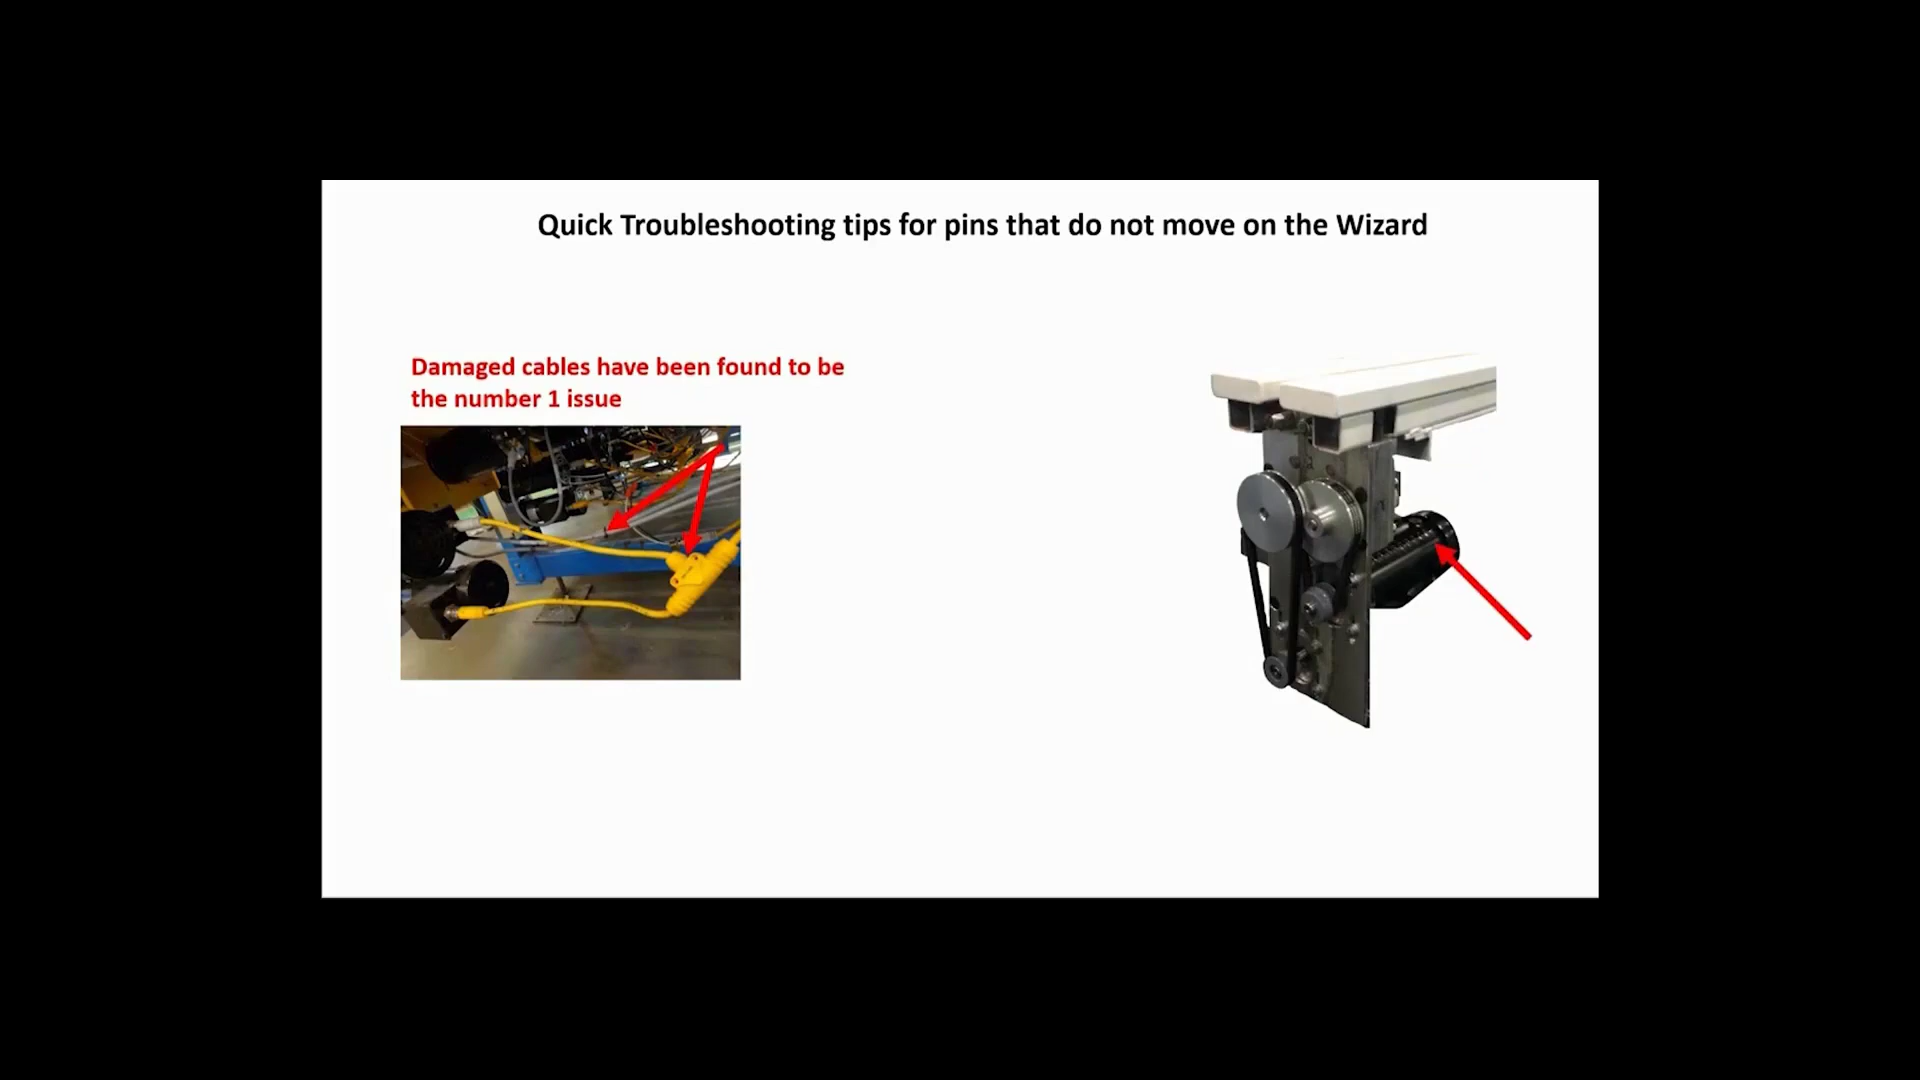 Quick Troubleshooting tips for pins that do not move on the Wizard
Damaged cables have been found to be
the number 1 issue